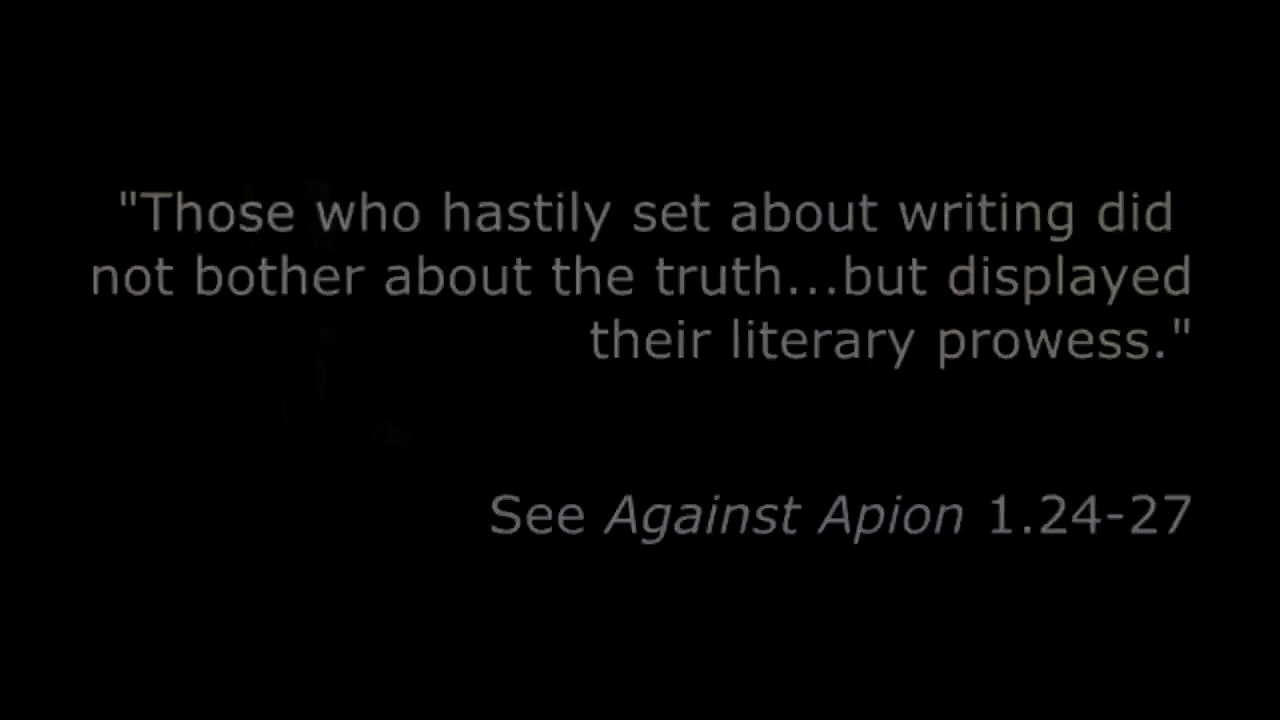 "Those who hastily set about writing did
not bother about the truth...but displayed
their literary prowess."
See Against Apion 1.24-27